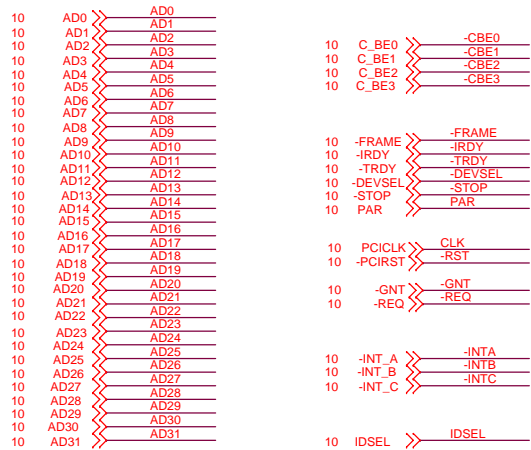 10 AD0 AD0
10 AD1 AD1
10 AD2 AD2
10 AD3 AD3
10 AD4 AD4
10 AD5 AD5
10 AD6 AD6
10 AD7 AD7
10 AD8 AD8
10 AD9 AD9
10 AD10 AD10
10 AD11 AD11
10 AD12 AD12
10 AD13 AD13
10 AD14 AD14
10 AD15 AD15
10 AD16 AD16
10 AD17 AD17
10 AD18 AD18
10 AD19 AD19
10 AD20 AD20
10 AD21 AD21
10 AD22 AD22
10 AD23 AD23
10 AD24 AD24
10 AD25 AD25
10 AD26 AD26
10 AD27 AD27
10 AD28 AD28
10 AD29 AD29
10 AD30 AD30
10 AD31 AD31
10 C_BE0 -CBE0
10 C_BE1 -CBE1
10 C_BE2 -CBE2
10 C_BE3 -CBE3
10 -FRAME -FRAME
10 -IRDY -IRDY
10 -TRDY -TRDY
10 -DEVSEL -DEVSEL
10 -STOP -STOP
10 PAR PAR
10 PCICLK CLK
10 -PCIRST -RST
10 -GNT -GNT
10 -REQ -REQ
10 -INT_A -INTA
10 -INT_B -INTB
10 -INT_C -INTC
10 IDSEL IDSEL